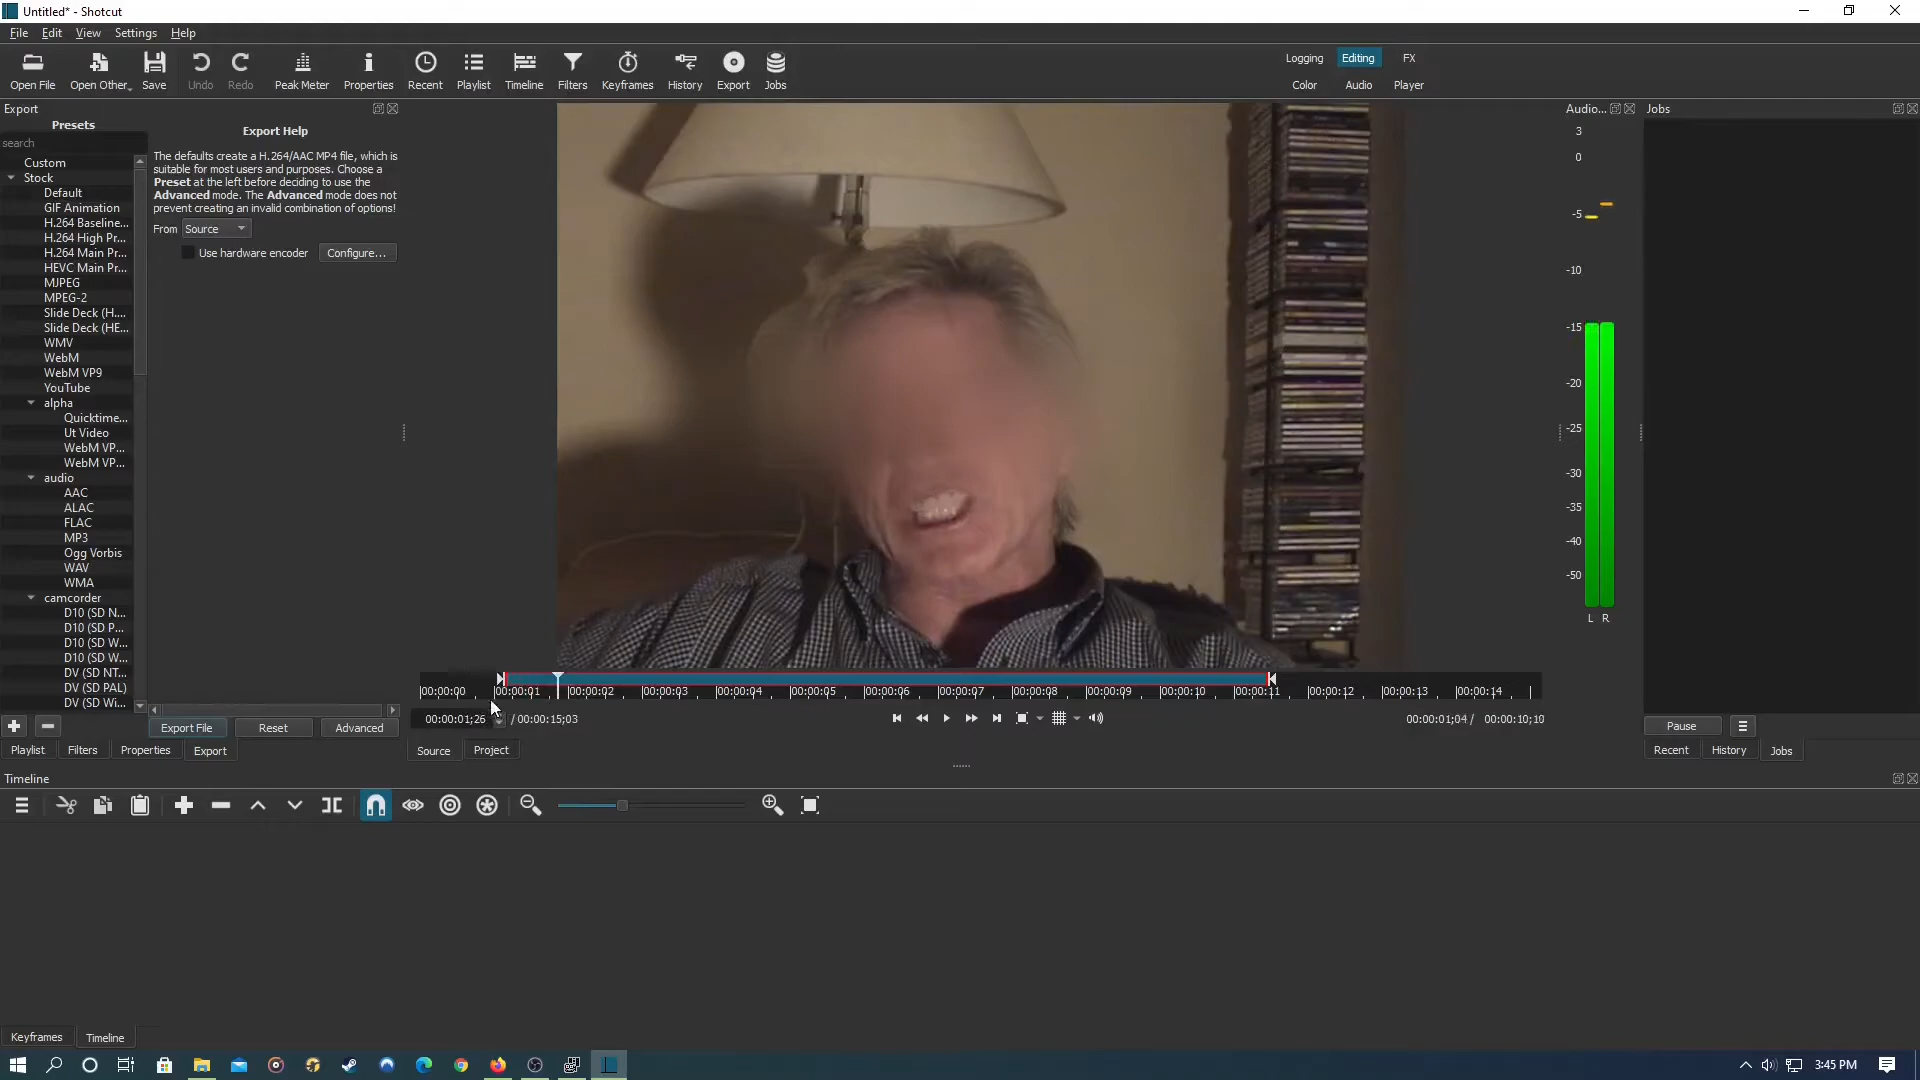 Untitled* - Shotcut
File Edit View Settings Help
Open File Open Other.. Save Undo Redo Peak Meter Properties Recent Playlist Timeline Filters Keyframes History Export Jobs
Logging Editing FX
Color Audio Player
Export
Presets
search
Custom
Stock
Default
GIF Animation
H.264 Baseline...
H.264 High Pr...
H.264 Main Pr...
HEVC Main Pr...
MJPEG
MPEG-2
Slide Deck (H....
Slide Deck (HE...
WMV
WebM
WebM VP9
YouTube
alpha
Quicktime...
Ut Video
WebM VP...
WebM VP...
audio
AAC
ALAC
FLAC
MP3
Ogg Vorbis
WAV
WMA
camcorder
D10 (SD N...
D10 (SD P...
D10 (SD W...
D10 (SD W...
DV (SD NT...
DV (SD PAL)
DV (SD Wi...
Export Help
The defaults create a H.264/AAC MP4 file, which is
suitable for most users and purposes. Choose a
Preset at the left before deciding to use the
Advanced mode. The Advanced mode does not
prevent creating an invalid combination of options!
From Source
Use hardware encoder Configure...
Export File Reset Advanced
Playlist Filters Properties Export
00:00:00 00:00:01 00:00:02 00:00:03 00:00:04 00:00:05 00:00:06 00:00:07 00:00:08 00:00:09 00:00:10 00:00:11 00:00:12 00:00:13 00:00:14
00:00:01;26 / 00:00:15;03
00:00:01;04 / 00:00:10;10
Source Project
Audio...
3
0
-5
-10
-15
-20
-25
-30
-35
-40
-50
L R
Jobs
Pause
Recent History Jobs
Timeline
Keyframes Timeline
3:45 PM